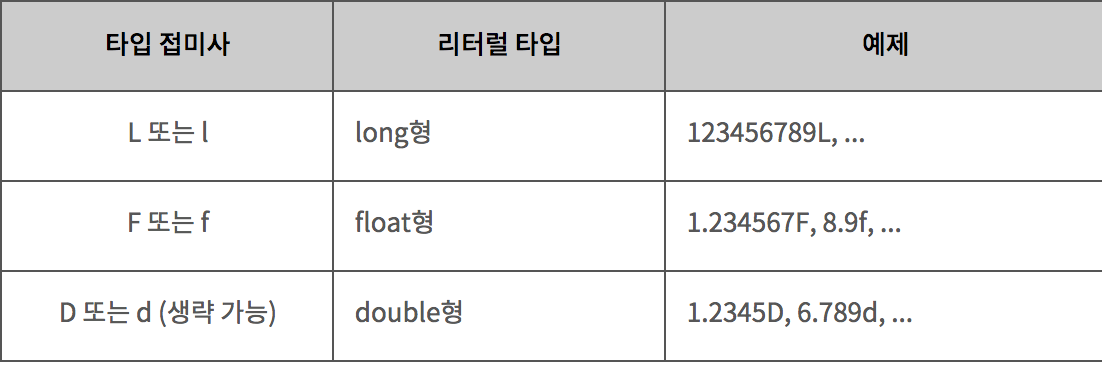 타입 접미사 리터럴 타입 예제
L 또는 l long형 123456789L, ...
F 또는 f float형 1.234567F, 8.9f, ...
D 또는 d (생략 가능) double형 1.2345D, 6.789d, ...